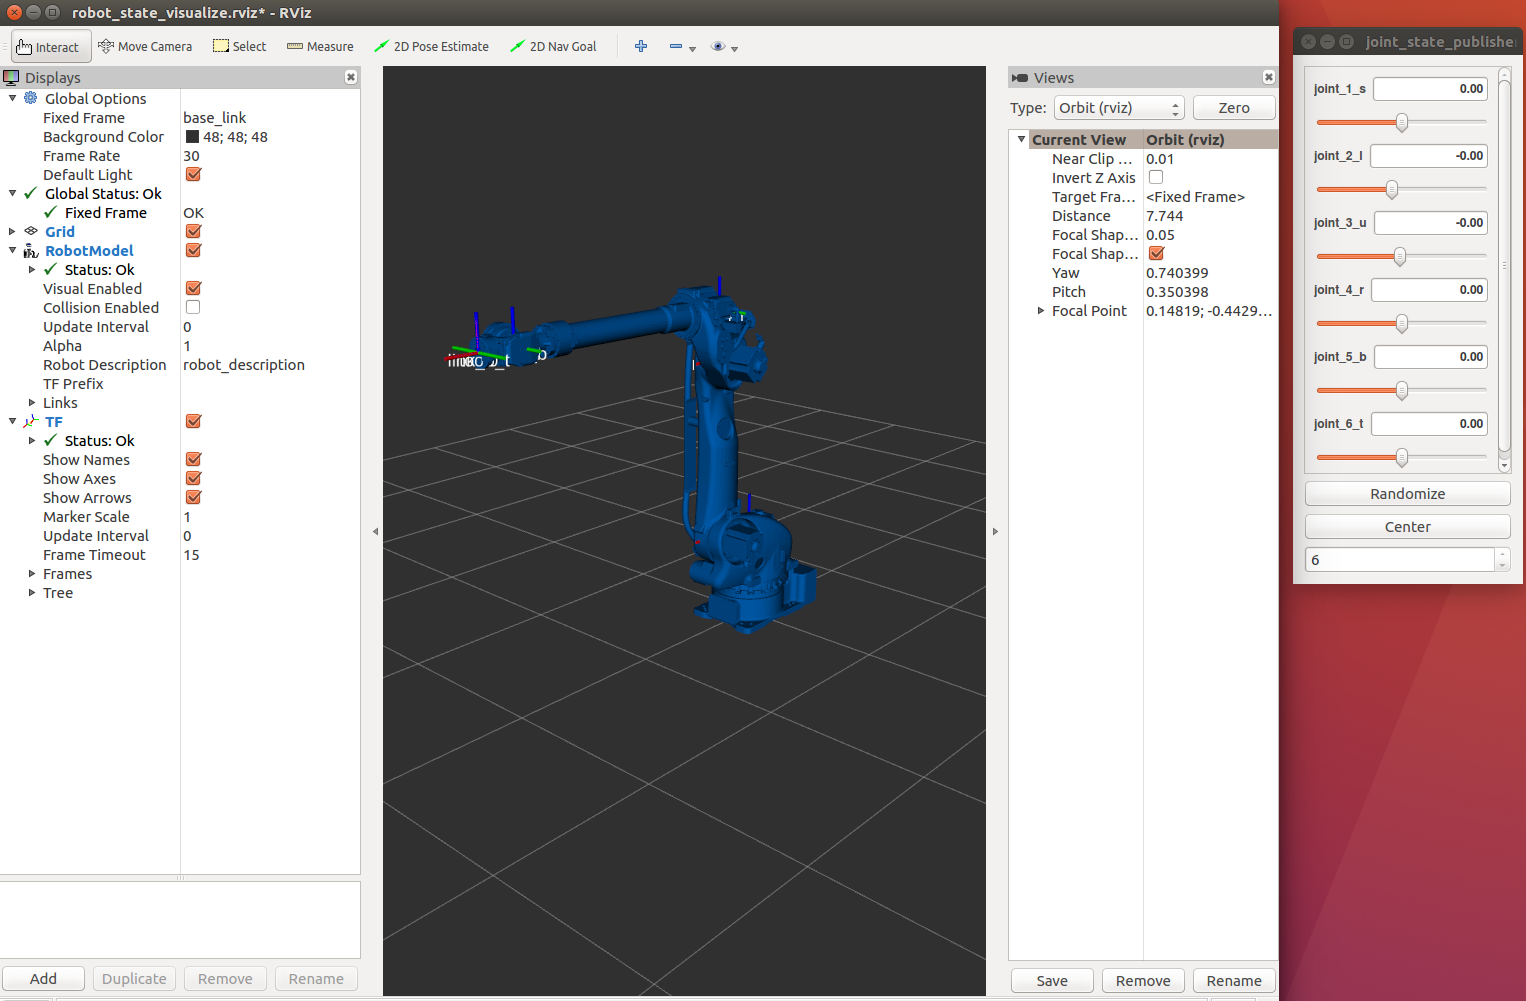 robot_state_visualize.rviz* - RViz
Interact Move Camera Select Measure 2D Pose Estimate 2D Nav Goal
Displays
Global Options
Fixed Frame base_link
Background Color 48; 48; 48
Frame Rate 30
Default Light
Global Status: Ok
Fixed Frame OK
Grid
RobotModel
Status: Ok
Visual Enabled
Collision Enabled
Update Interval 0
Alpha 1
Robot Description robot_description
TF Prefix
Links
TF
Status: Ok
Show Names
Show Axes
Show Arrows
Marker Scale 1
Update Interval 0
Frame Timeout 15
Frames
Tree
Add Duplicate Remove Rename
Views
Type: Orbit (rviz) Zero
Current View Orbit (rviz)
Near Clip ... 0.01
Invert Z Axis
Target Fra... <Fixed Frame>
Distance 7.744
Focal Shap... 0.05
Focal Shap...
Yaw 0.740399
Pitch 0.350398
Focal Point 0.14819; -0.4429...
Save Remove Rename
joint_state_publishe
joint_1_s 0.00
joint_2_l -0.00
joint_3_u -0.00
joint_4_r 0.00
joint_5_b 0.00
joint_6_t 0.00
Randomize
Center
6